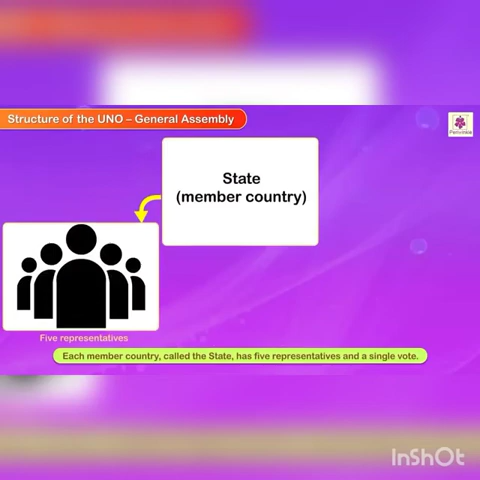 Structure of the UNO – General Assembly
Periwinkle
State
(member country)
Five representatives
Each member country, called the State, has five representatives and a single vote.
InShOt